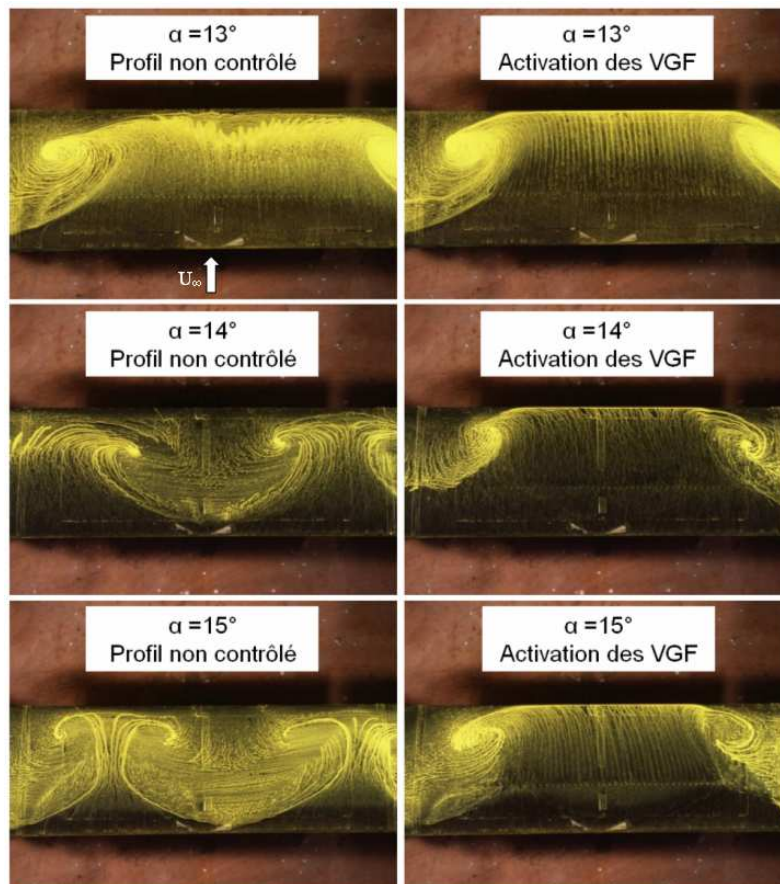 α =13°
Profil non contrôlé
α =13°
Activation des VGF
U∞
α =14°
Profil non contrôlé
α =14°
Activation des VGF
α =15°
Profil non contrôlé
α =15°
Activation des VGF